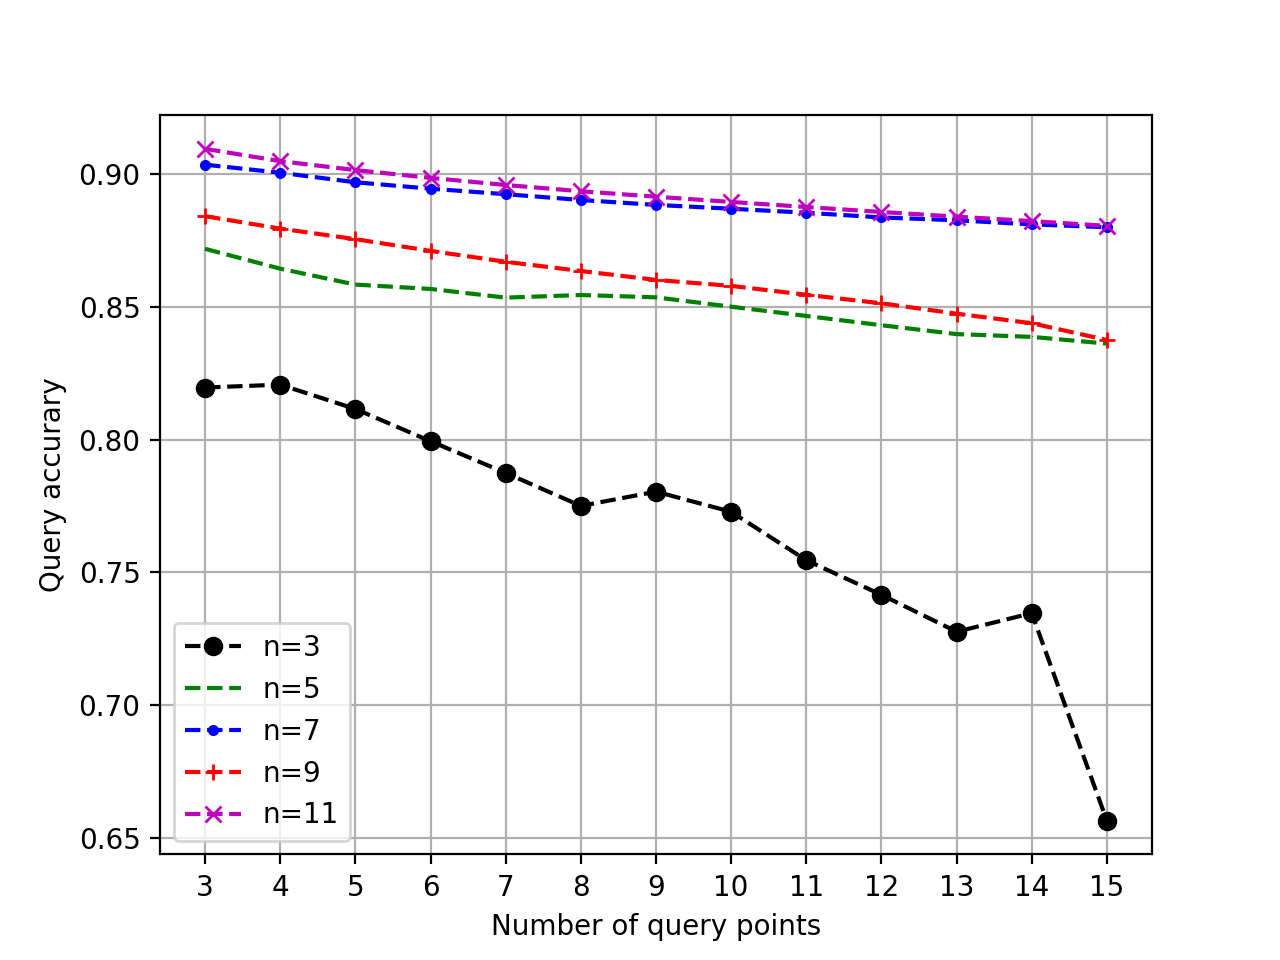 0.90
0.85
0.80
0.75
0.70
0.65
Query accurary
n=3
n=5
n=7
n=9
n=11
3 4 5 6 7 8 9 10 11 12 13 14 15
Number of query points